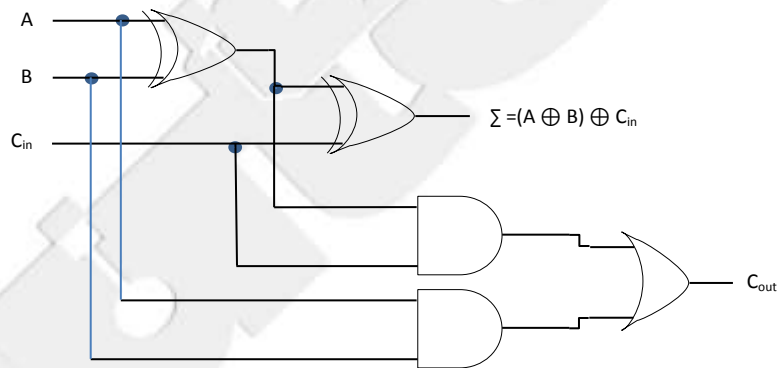 A
B
Cin
∑ =(A ⊕ B) ⊕ Cin
Cout